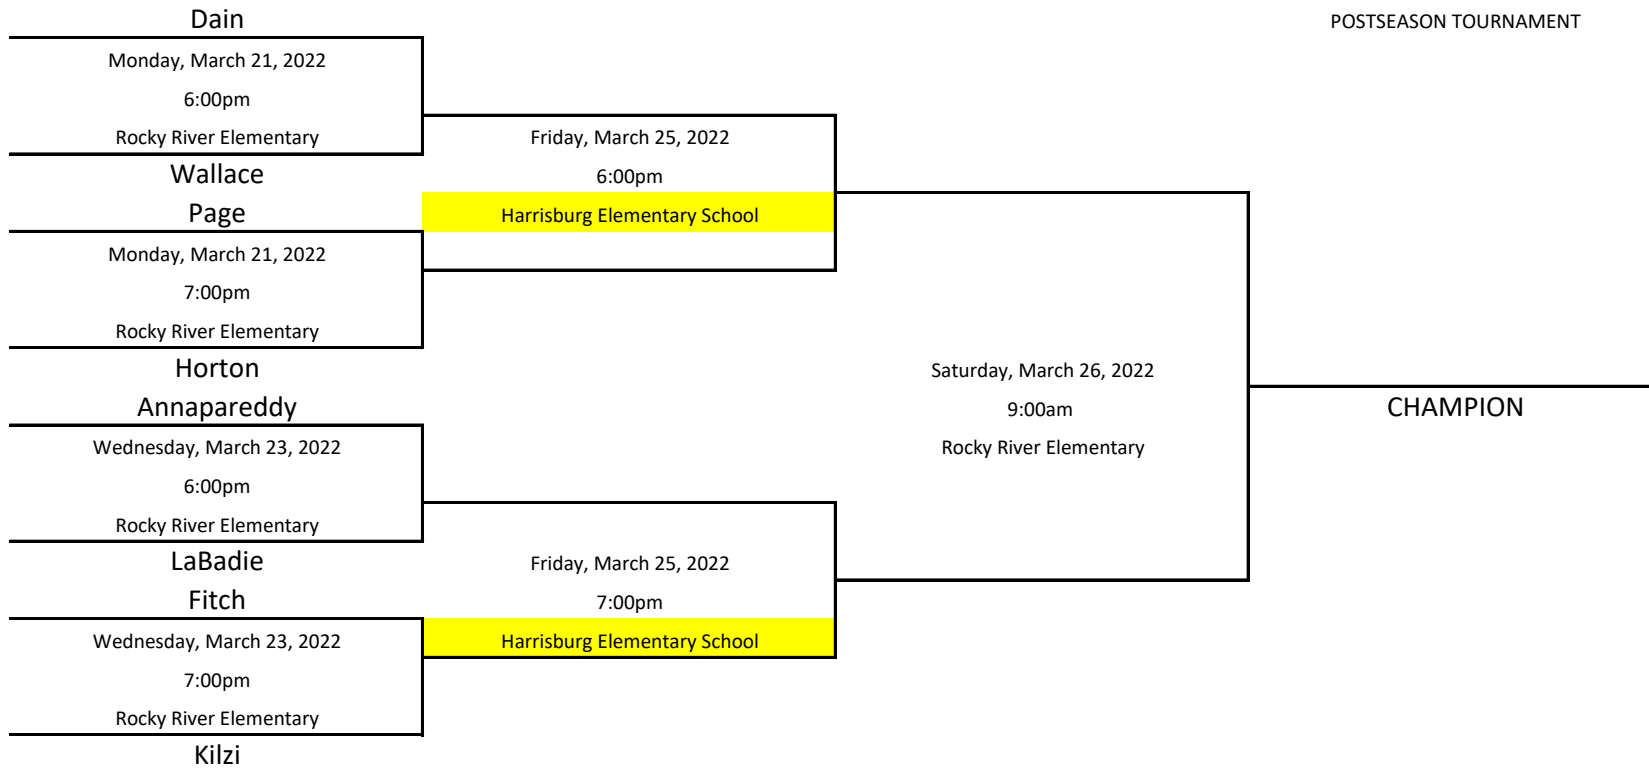 Dain
POSTSEASON TOURNAMENT
Monday, March 21, 2022
6:00pm
Rocky River Elementary
Wallace
Page
Monday, March 21, 2022
7:00pm
Rocky River Elementary
Horton
Annapareddy
Wednesday, March 23, 2022
6:00pm
Rocky River Elementary
LaBadie
Fitch
Wednesday, March 23, 2022
7:00pm
Rocky River Elementary
Kilzi
Friday, March 25, 2022
6:00pm
Harrisburg Elementary School
Friday, March 25, 2022
7:00pm
Harrisburg Elementary School
Saturday, March 26, 2022
9:00am
Rocky River Elementary
CHAMPION